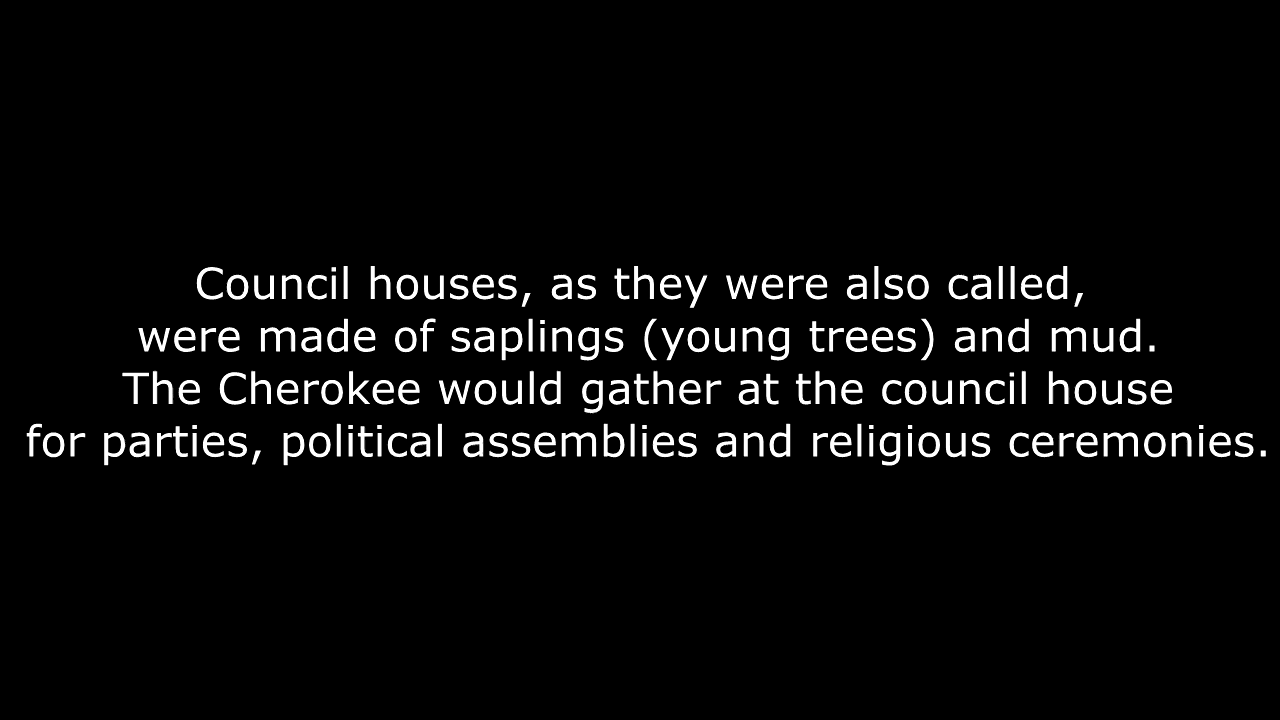 Council houses, as they were also called,
were made of saplings (young trees) and mud.
The Cherokee would gather at the council house
for parties, political assemblies and religious ceremonies.